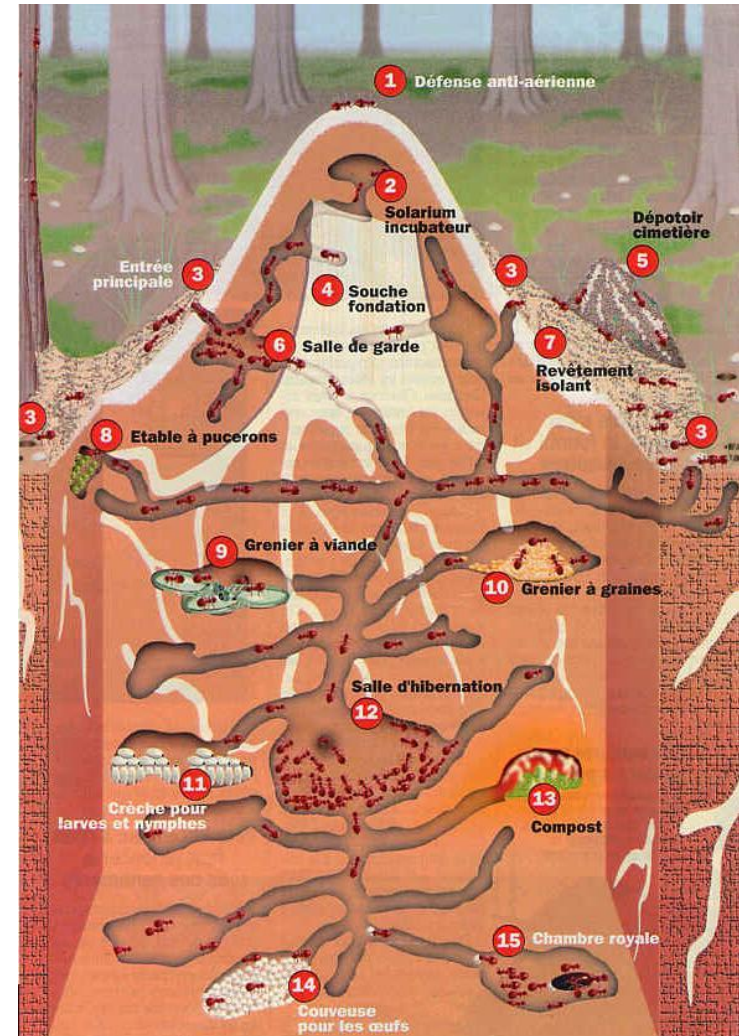 1 Défense anti-aérienne
2
Solarium
incubateur
Dépotoir
cimetière
5
Entrée
principale
3
3
4 Souche
fondation
6 Salle de garde
7
Revêtement
isolant
3
3
8 Etable à pucerons
9 Grenier à viande
10 Grenier à graines
Salle d'hibernation
12
11
Crèche pour
larves et nymphes
13
Compost
15 Chambre royale
14
Couveuse
pour les œufs